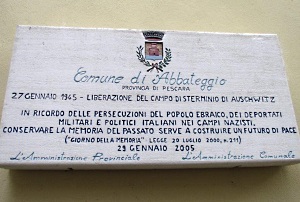 Comune di Abbateggio
PROVINCIA DI PESCARA
27 GENNAIO 1945 - LIBERAZIONE DEL CAMPO DI STERMINIO DI AUSCHWITZ
IN RICORDO DELLE PERSECUZIONI DEL POPOLO EBRAICO, DEI DEPORTATI
MILITARI E POLITICI ITALIANI NEI CAMPI NAZISTI.
CONSERVARE LA MEMORIA DEL PASSATO SERVE A COSTRUIRE UN FUTURO DI PACE
("GIORNO DELLA MEMORIA" - LEGGE 20 LUGLIO 2000, N. 211)
29 GENNAIO 2005
L'Amministrazione Provinciale L'Amministrazione Comunale